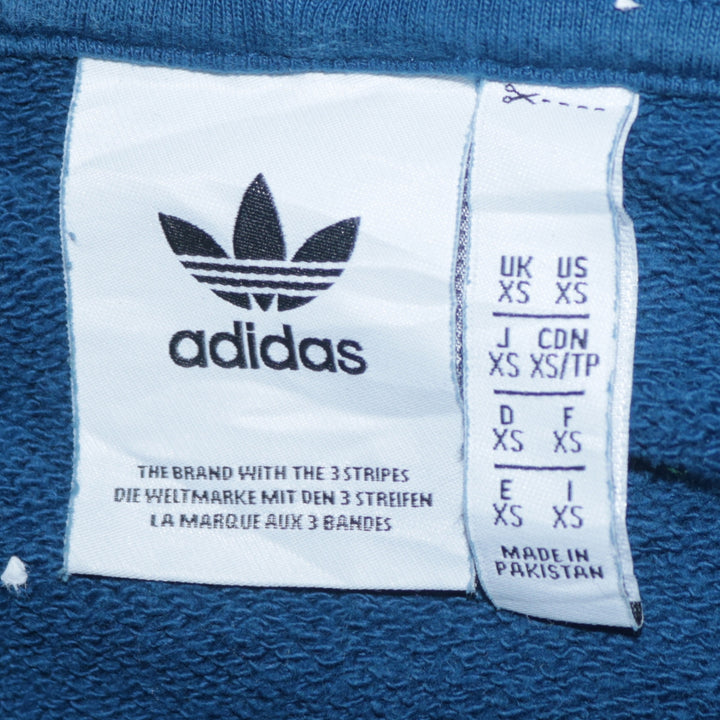 adidas
THE BRAND WITH THE 3 STRIPES
DIE WELTMARKE MIT DEN 3 STREIFEN
LA MARQUE AUX 3 BANDES
UK US
XS XS
J CDN
XS XS/TP
D F
XS XS
E I
XS XS
MADE IN
PAKISTAN